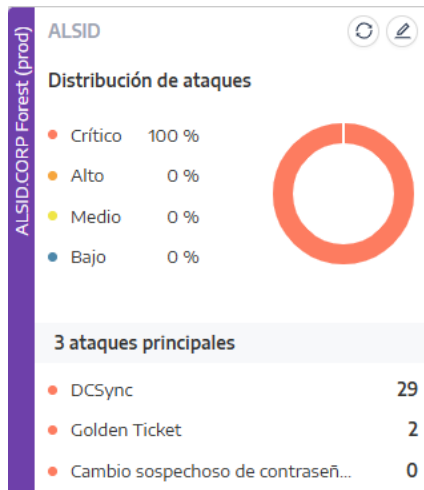 ALSID.CORP Forest (prod)
ALSID
Distribución de ataques
Crítico 100 %
Alto 0 %
Medio 0 %
Bajo 0 %
3 ataques principales
DCSync 29
Golden Ticket 2
Cambio sospechoso de contraseñ... 0